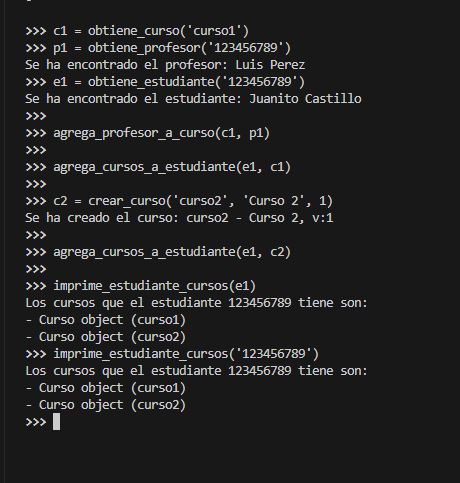 >>> c1 = obtiene_curso('curso1')
>>> p1 = obtiene_profesor('123456789')
Se ha encontrado el profesor: Luis Perez
>>> e1 = obtiene_estudiante('123456789')
Se ha encontrado el estudiante: Juanito Castillo
>>>
>>> agrega_profesor_a_curso(c1, p1)
>>>
>>> agrega_cursos_a_estudiante(e1, c1)
>>>
>>> c2 = crear_curso('curso2', 'Curso 2', 1)
Se ha creado el curso: curso2 - Curso 2, v:1
>>>
>>> agrega_cursos_a_estudiante(e1, c2)
>>>
>>> imprime_estudiante_cursos(e1)
Los cursos que el estudiante 123456789 tiene son:
- Curso object (curso1)
- Curso object (curso2)
>>> imprime_estudiante_cursos('123456789')
Los cursos que el estudiante 123456789 tiene son:
- Curso object (curso1)
- Curso object (curso2)
>>>